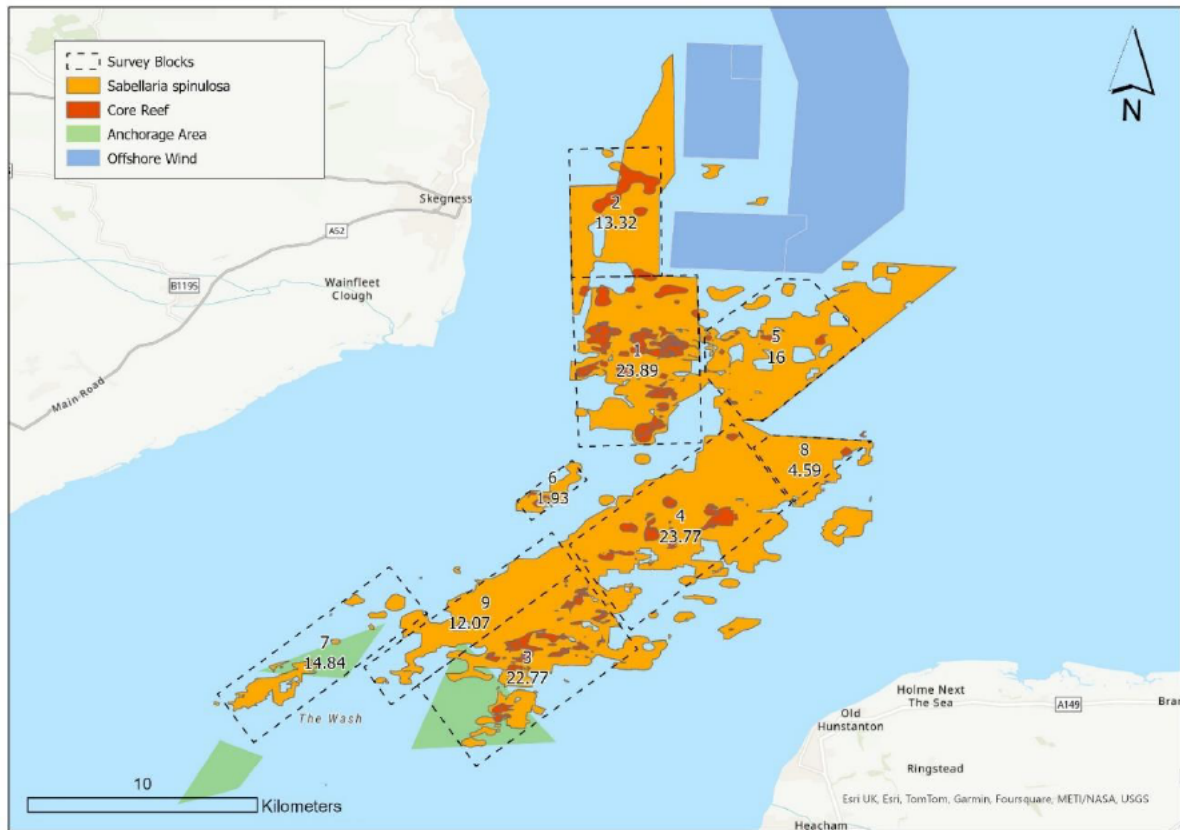 Survey Blocks
Sabellaria spinulosa
Core Reef
Anchorage Area
Offshore Wind
N
Skegness
A52
B1195
Wainfleet
Clough
Main Road
2
13.32
1
23.89
5
16
8
4.59
6
1.93
4
23.77
9
12.07
7
14.84
3
22.77
The Wash
Holme Next
The Sea
A149
Bran
Old
Hunstanton
Ringstead
Heacham
10
Kilometers
Esri UK, Esri, TomTom, Garmin, Foursquare, METI/NASA, USGS